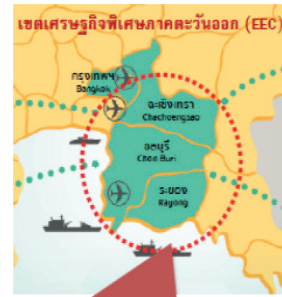 เขตเศรษฐกิจพิเศษภาคตะวันออก (EEC)
กรุงเทพฯ
Bangkok
ฉะเชิงเทรา
Chachoengsao
ชลบุรี
Chon Buri
ระยอง
Rayong